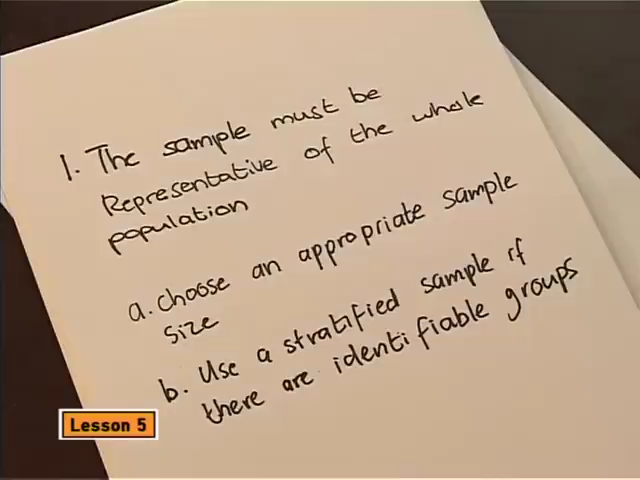 1. The sample must be
Representative of the whole
population
a. choose an appropriate sample
size
b. Use a stratified sample if
there are identifiable groups
Lesson 5